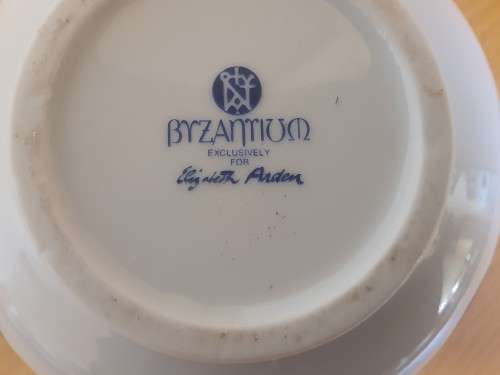 BYZANTIUM
EXCLUSIVELY
FOR
Elizabeth Arden